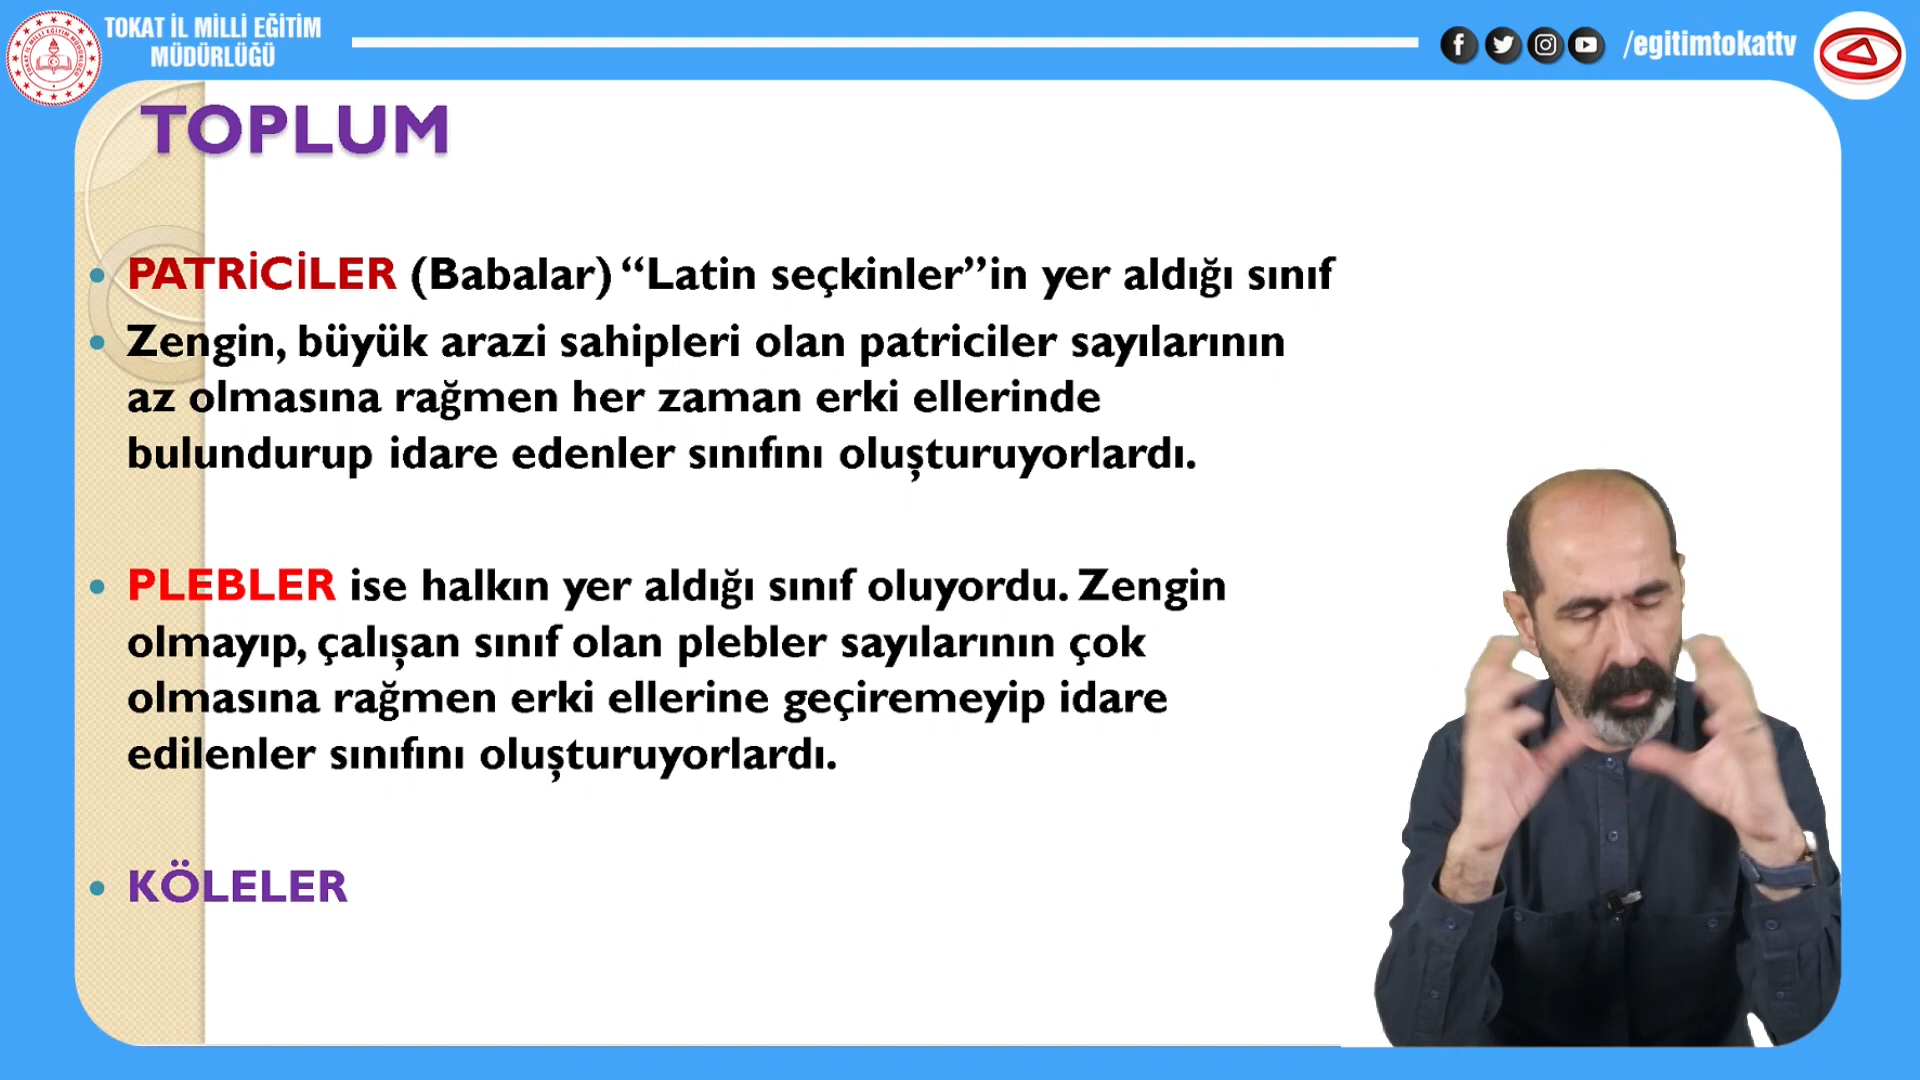 TOKAT İL MİLLİ EĞİTİM
MÜDÜRLÜĞÜ
/egitimtokattv
TOPLUM
• PATRİCİLER (Babalar) “Latin seçkinler”in yer aldığı sınıf
• Zengin, büyük arazi sahipleri olan patriciler sayılarının
az olmasına rağmen her zaman erki ellerinde
bulundurup idare edenler sınıfını oluşturuyorlardı.
• PLEBLER ise halkın yer aldığı sınıf oluyordu. Zengin
olmayıp, çalışan sınıf olan plebler sayılarının çok
olmasına rağmen erki ellerine geçiremeyip idare
edilenler sınıfını oluşturuyorlardı.
• KÖLELER